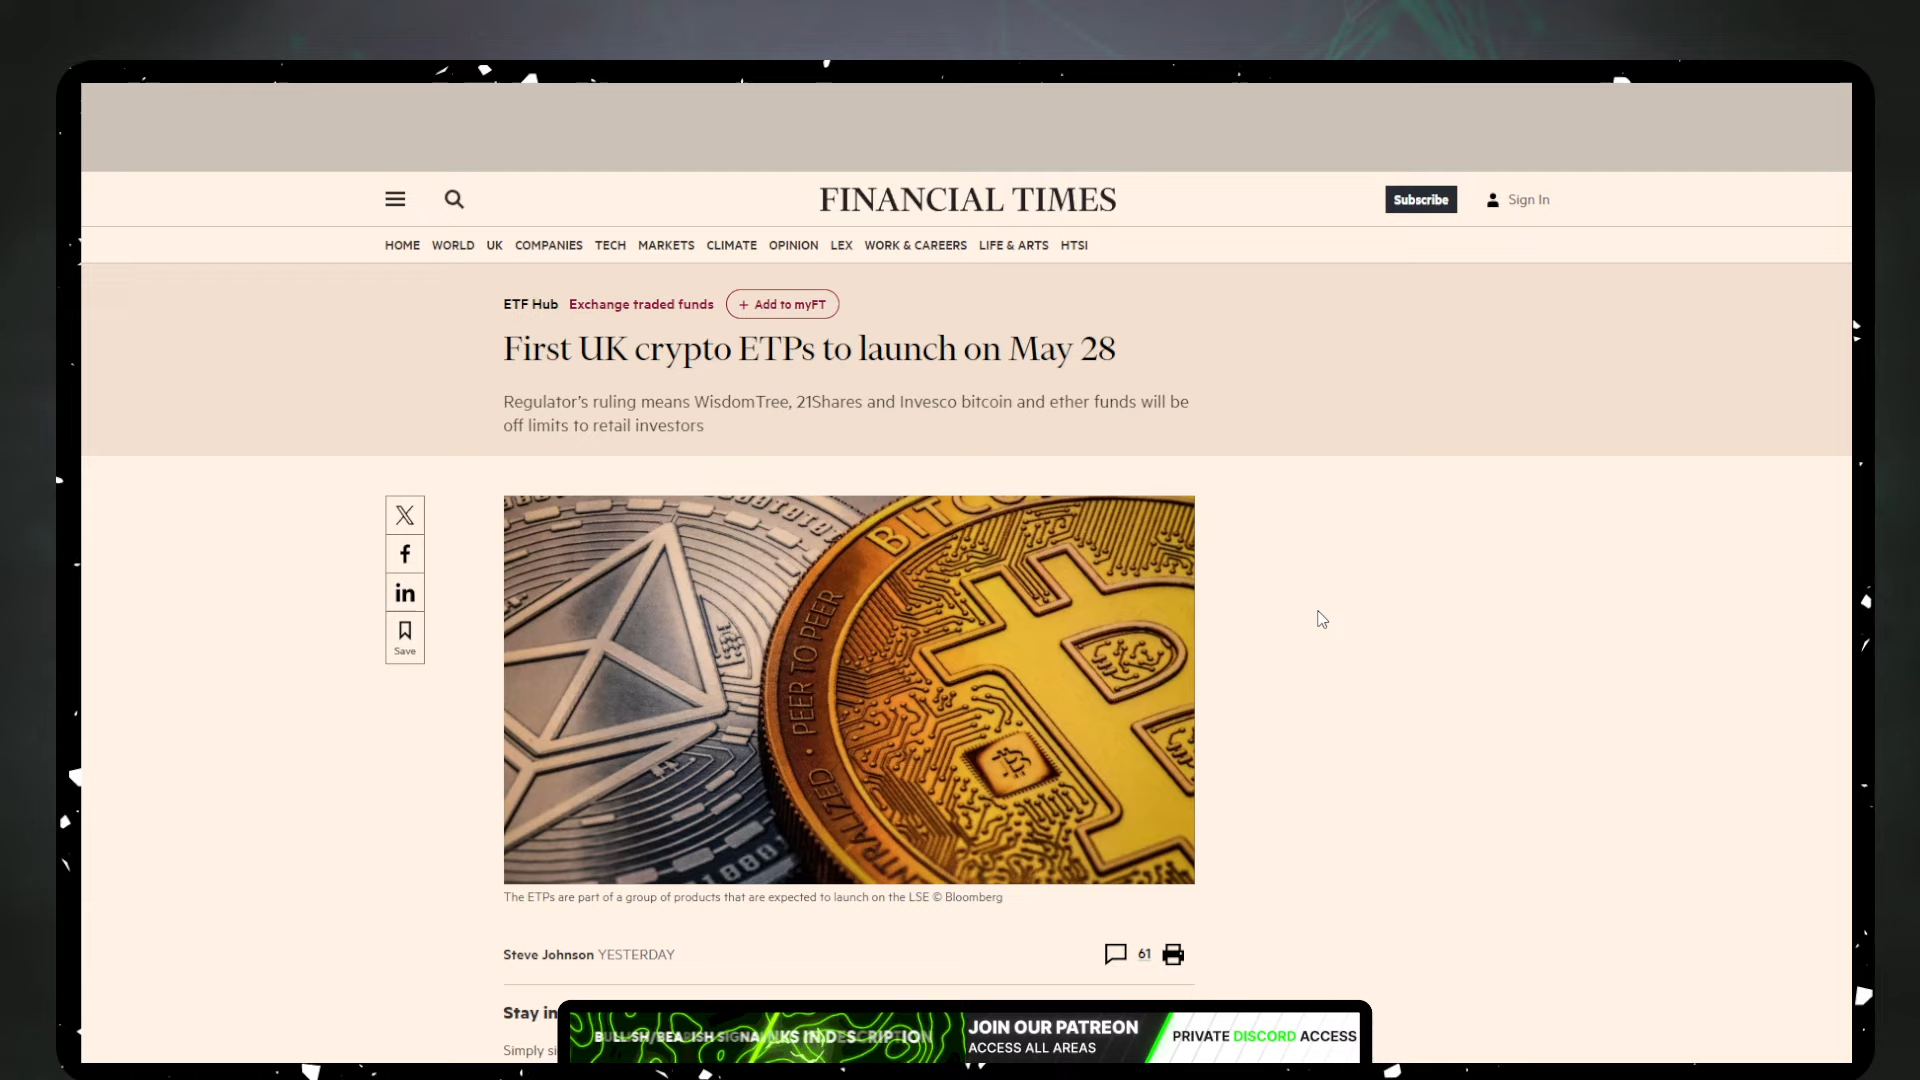 FINANCIAL TIMES
Subscribe
Sign In
HOME WORLD UK COMPANIES TECH MARKETS CLIMATE OPINION LEX WORK & CAREERS LIFE & ARTS HTSI
ETF Hub Exchange traded funds + Add to myFT
First UK crypto ETPs to launch on May 28
Regulator's ruling means WisdomTree, 21Shares and Invesco bitcoin and ether funds will be
off limits to retail investors
Save
BITCO
PEER TO PEER
ENTRALIZED
The ETPs are part of a group of products that are expected to launch on the LSE © Bloomberg
Steve Johnson YESTERDAY
61
Stay in
Simply si
JOIN OUR PATREON
ACCESS ALL AREAS
PRIVATE DISCORD ACCESS